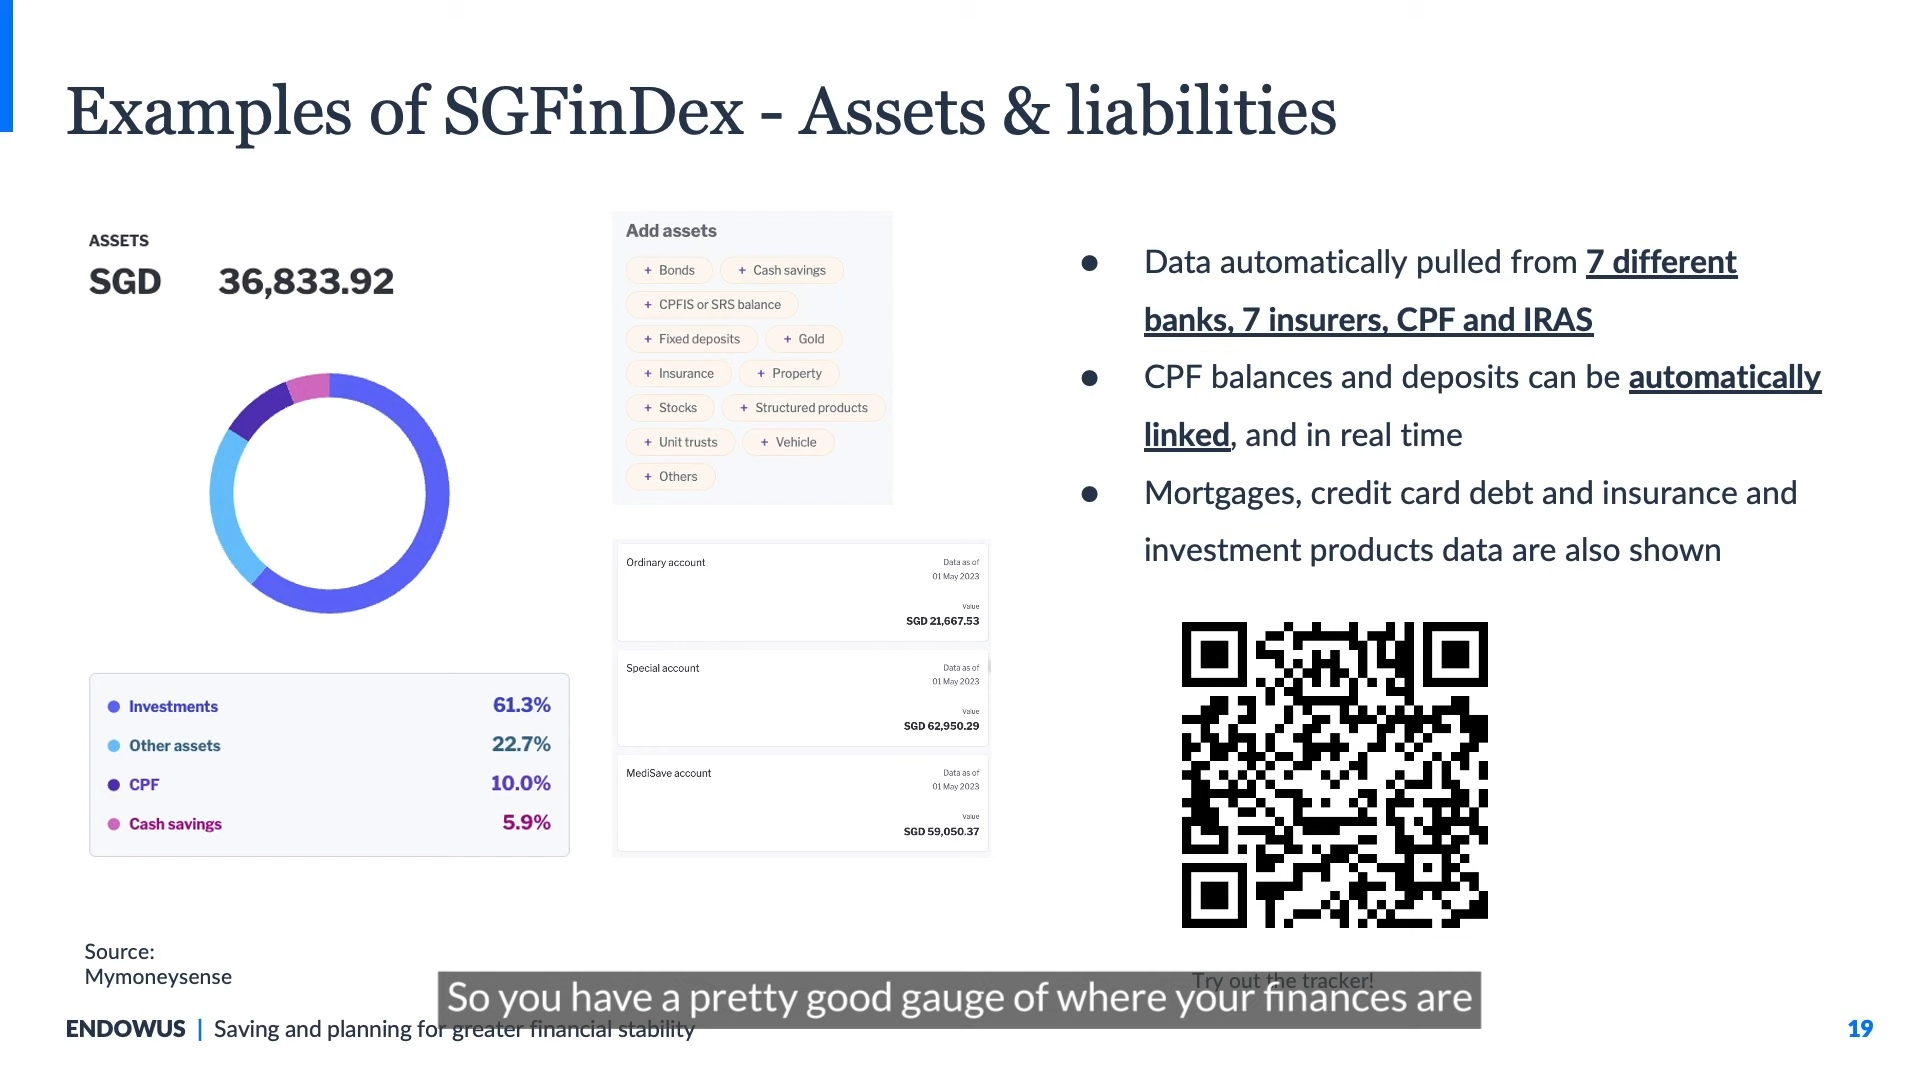 Examples of SGFinDex - Assets & liabilities
ASSETS
SGD 36,833.92
Investments 61.3%
Other assets 22.7%
CPF 10.0%
Cash savings 5.9%
Add assets
+ Bonds + Cash savings
+ CPFIS or SRS balance
+ Fixed deposits + Gold
+ Insurance + Property
+ Stocks + Structured products
+ Unit trusts + Vehicle
+ Others
Ordinary account Data as of
01 May 2023
Value
SGD 21,667.53
Special account Data as of
01 May 2023
Value
SGD 62,950.29
MediSave account Data as of
01 May 2023
Value
SGD 59,050.37
● Data automatically pulled from 7 different
banks, 7 insurers, CPF and IRAS
● CPF balances and deposits can be automatically
linked, and in real time
● Mortgages, credit card debt and insurance and
investment products data are also shown
Try out the tracker!
Source:
Mymoneysense
So you have a pretty good gauge of where your finances are
ENDOWUS | Saving and planning for greater financial stability
19